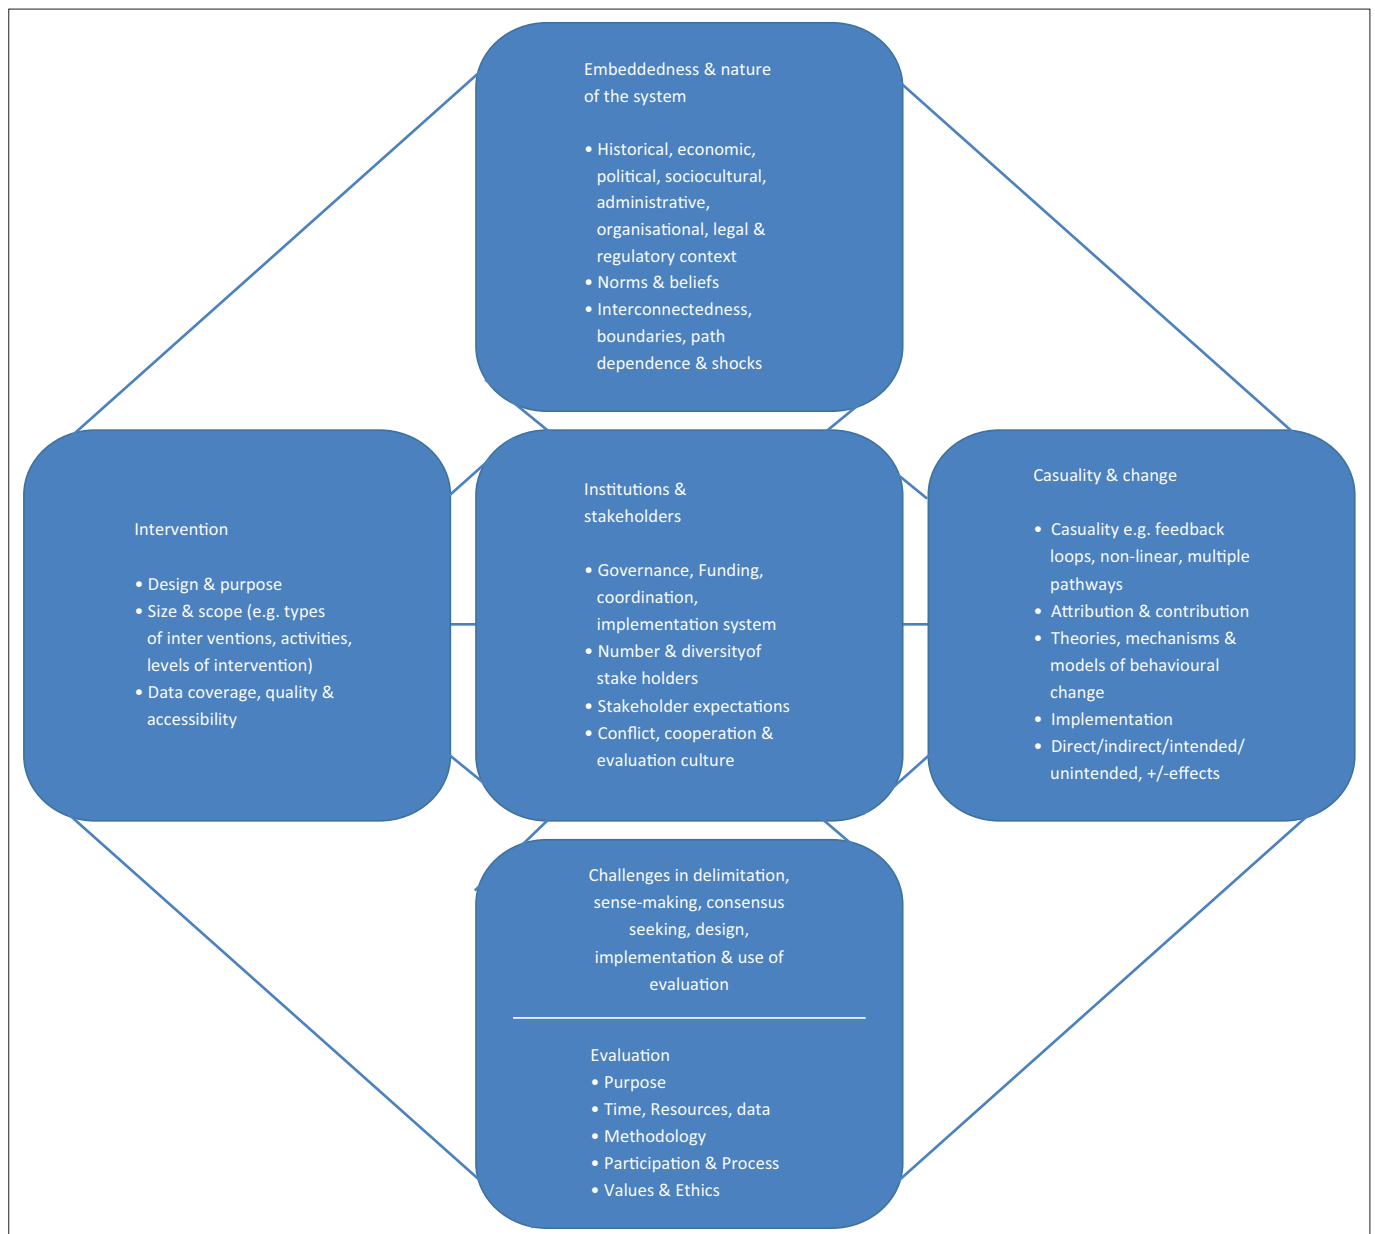 Embeddedness & nature
of the system
• Historical, economic,
political, sociocultural,
administrative,
organisational, legal &
regulatory context
• Norms & beliefs
• Interconnectedness,
boundaries, path
dependence & shocks
Intervention
• Design & purpose
• Size & scope (e.g. types
of inter ventions, activities,
levels of intervention)
• Data coverage, quality &
accessibility
Institutions &
stakeholders
• Governance, Funding,
coordination,
implementation system
• Number & diversityof
stake holders
• Stakeholder expectations
• Conflict, cooperation &
evaluation culture
Casuality & change
• Casuality e.g. feedback
loops, non-linear, multiple
pathways
• Attribution & contribution
• Theories, mechanisms &
models of behavioural
change
• Implementation
• Direct/indirect/intended/
unintended, +/-effects
Challenges in delimitation,
sense-making, consensus
seeking, design,
implementation & use of
evaluation
Evaluation
• Purpose
• Time, Resources, data
• Methodology
• Participation & Process
• Values & Ethics